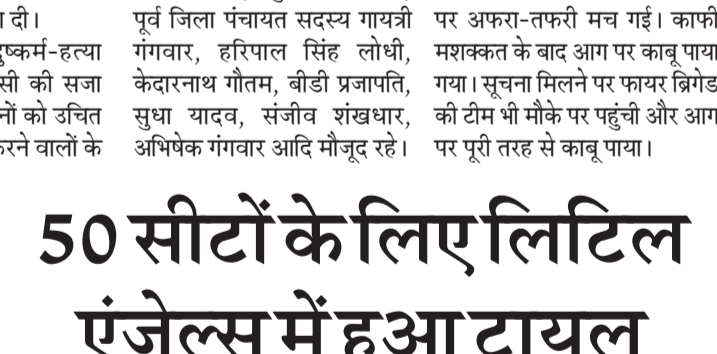 दी।
दुष्कर्म-हत्या
की सजा
को उचित
वालों के
पूर्व जिला पंचायत सदस्य गायत्री
गंगवार, हरिपाल सिंह लोधी,
केदारनाथ गौतम, बीडी प्रजापति,
सुधा यादव, संजीव शंखधार,
अभिषेक गंगवार आदि मौजूद रहे।
पर अफरा-तफरी मच गई। काफी
मशक्कत के बाद आग पर काबू पाया
गया। सूचना मिलने पर फायर ब्रिगेड
की टीम भी मौके पर पहुंची और आग
पर पूरी तरह से काबू पाया।
50 सीटों के लिए लिटिल
एंजेल्स में हुआ ट्रायल